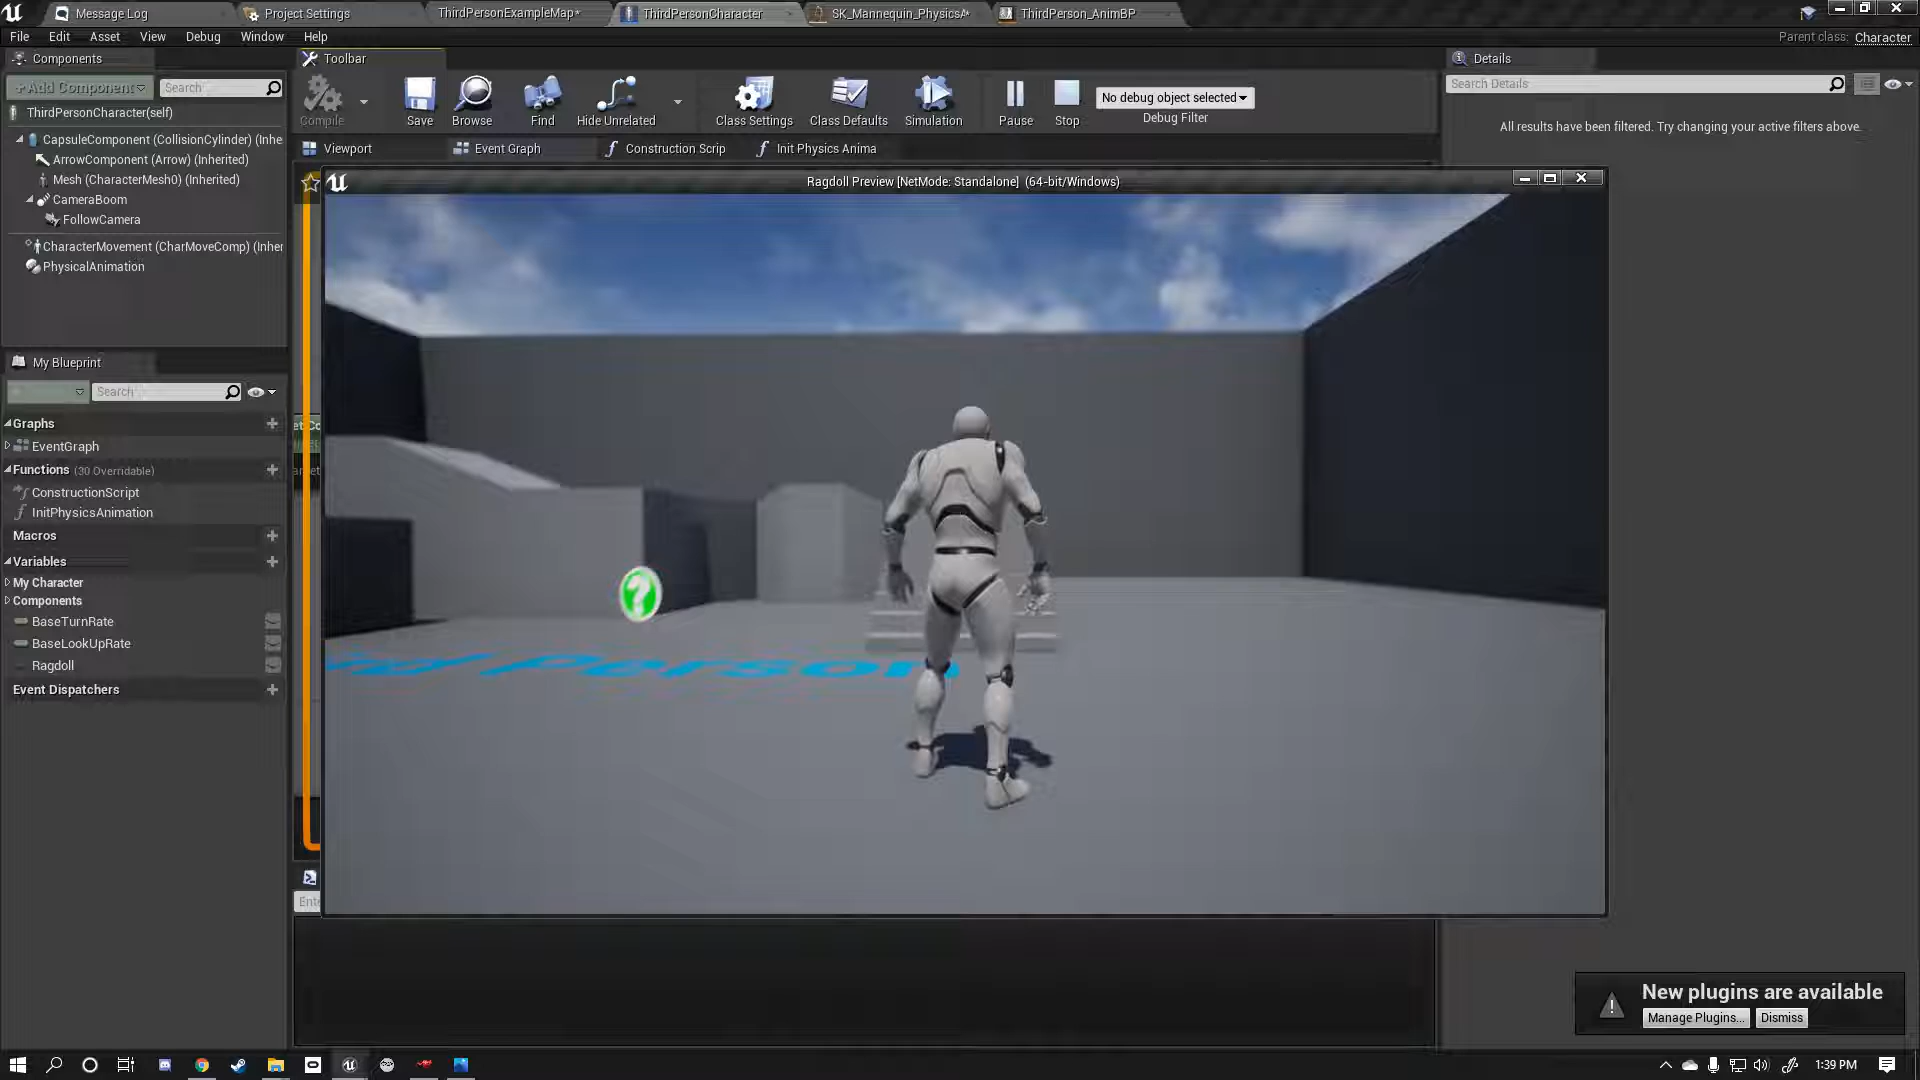 Message Log
Project Settings
ThirdPersonExampleMap*
ThirdPersonCharacter
SK_Mannequin_PhysicsA*
ThirdPerson_AnimBP
File Edit Asset View Debug Window Help
Parent class: Character
Components
Toolbar
Details
+Add Component
Search
Search Details
Compile
Save
Browse
Find
Hide Unrelated
Class Settings
Class Defaults
Simulation
Pause
Stop
No debug object selected
Debug Filter
All results have been filtered. Try changing your active filters above.
ThirdPersonCharacter(self)
CapsuleComponent (CollisionCylinder) (Inhe
ArrowComponent (Arrow) (Inherited)
Mesh (CharacterMesh0) (Inherited)
CameraBoom
FollowCamera
CharacterMovement (CharMoveComp) (Inher
PhysicalAnimation
Viewport
Event Graph
Construction Scrip
Init Physics Anima
Ragdoll Preview [NetMode: Standalone] (64-bit/Windows)
My Blueprint
Search
Graphs
EventGraph
Functions (30 Overridable)
ConstructionScript
InitPhysicsAnimation
Macros
Variables
My Character
Components
BaseTurnRate
BaseLookUpRate
Ragdoll
Event Dispatchers
et Co
?
person
Ente
New plugins are available
Manage Plugins...
Dismiss
1:39 PM